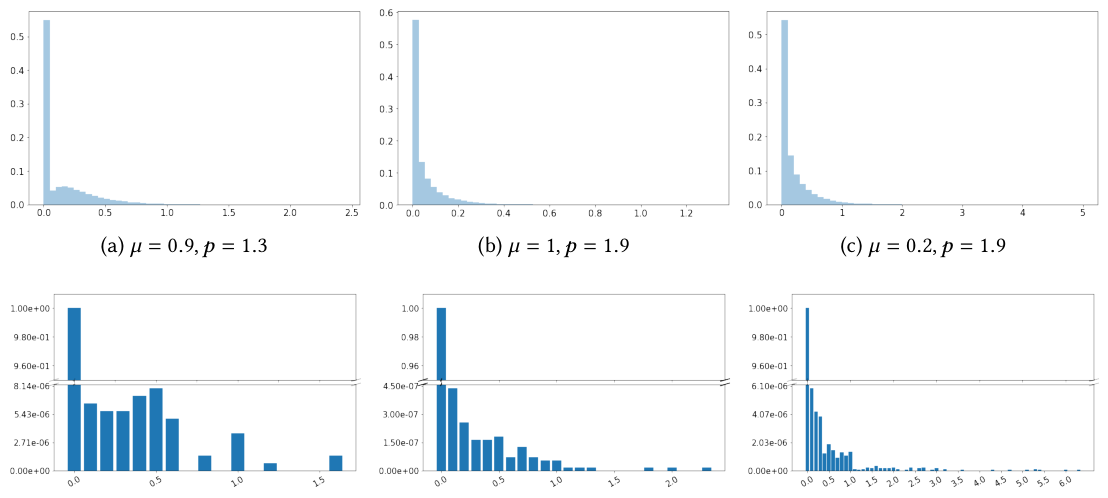 0.5
0.4
0.3
0.2
0.1
0.0
0.0 0.5 1.0 1.5 2.0 2.5
0.6
0.5
0.4
0.3
0.2
0.1
0.0
0.0 0.2 0.4 0.6 0.8 1.0 1.2
0.5
0.4
0.3
0.2
0.1
0.0
0 1 2 3 4 5
(a) μ = 0.9, p = 1.3
(b) μ = 1, p = 1.9
(c) μ = 0.2, p = 1.9
1.00e+00
9.80e-01
9.60e-01
8.14e-06
5.43e-06
2.71e-06
0.00e+00
0.0 0.5 1.0 1.5
1.00
0.98
0.96
4.50e-07
3.00e-07
1.50e-07
0.00e+00
0.0 0.5 1.0 1.5 2.0
1.00e+00
9.80e-01
9.60e-01
6.10e-06
4.07e-06
2.03e-06
0.00e+00
0.0 0.5 1.0 1.5 2.0 2.5 3.0 3.5 4.0 4.5 5.0 5.5 6.0